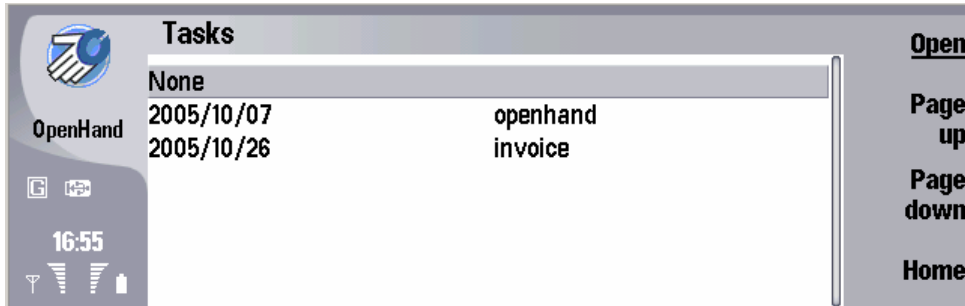 Tasks
OpenHand
G
16:55
None
2005/10/07 openhand
2005/10/26 invoice
Open
Page
up
Page
down
Home